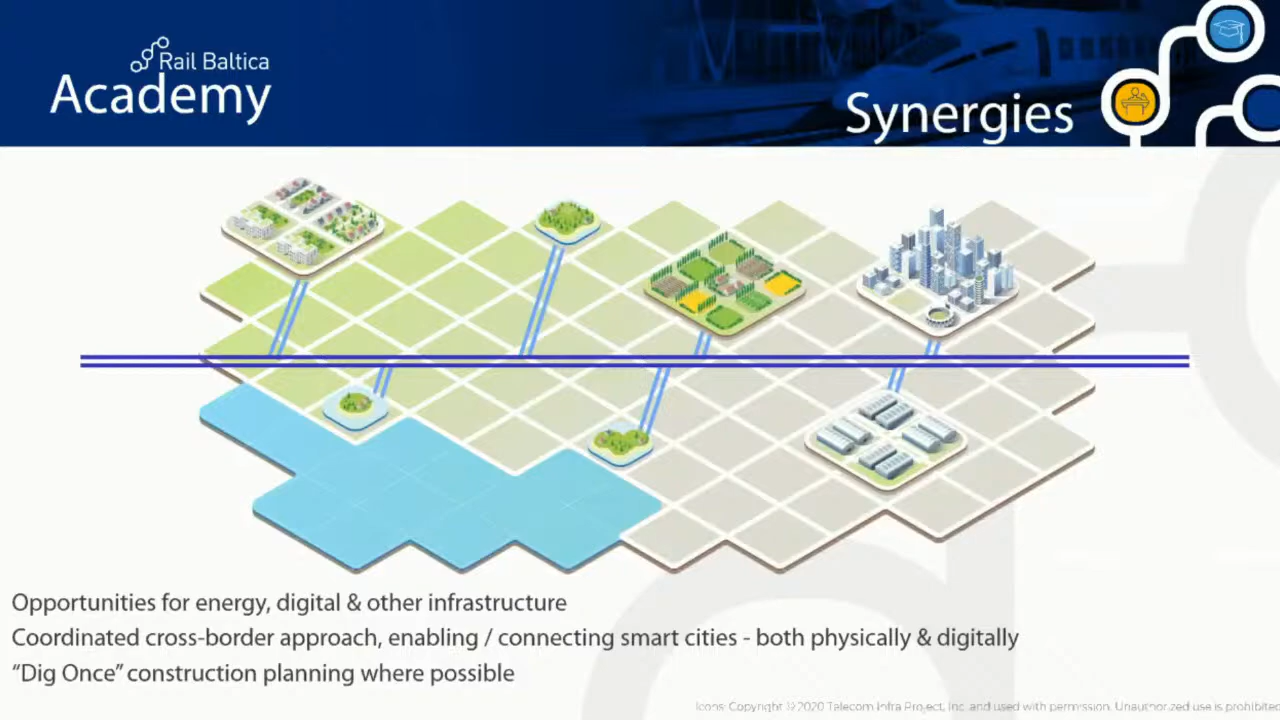 Rail Baltica
Academy
Synergies
Opportunities for energy, digital & other infrastructure
Coordinated cross-border approach, enabling / connecting smart cities - both physically & digitally
“Dig Once” construction planning where possible
Icons: Copyright ©2020 Telecom Infra Project, Inc. and used with permission. Unauthorized use is prohibited